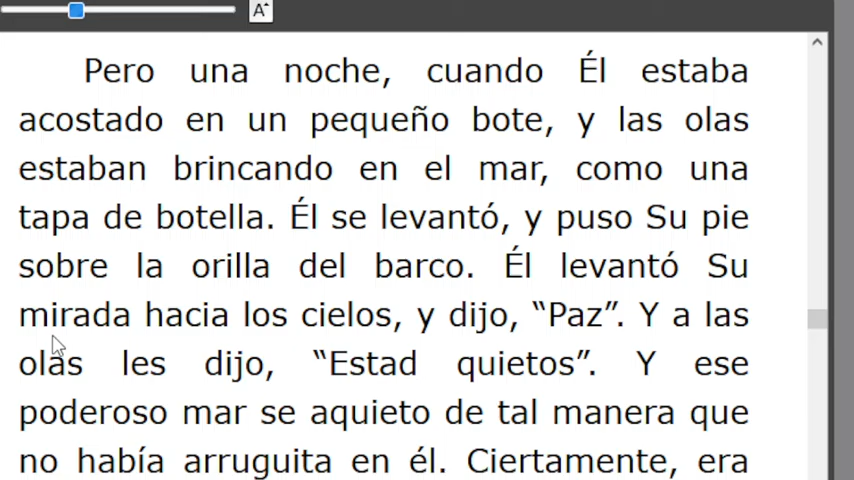 Pero una noche, cuando Él estaba
acostado en un pequeño bote, y las olas
estaban brincando en el mar, como una
tapa de botella. Él se levantó, y puso Su pie
sobre la orilla del barco. Él levantó Su
mirada hacia los cielos, y dijo, “Paz”. Y a las
olas les dijo, “Estad quietos”. Y ese
poderoso mar se aquieto de tal manera que
no había arruguita en él. Ciertamente, era